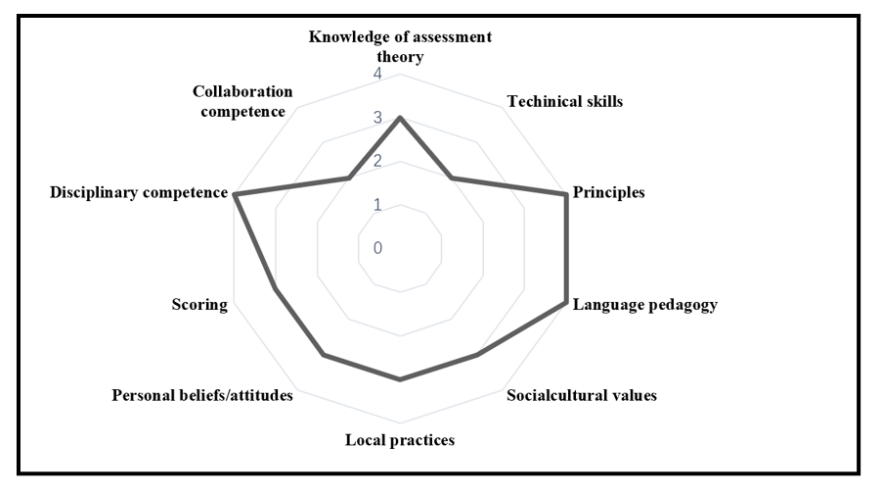 Knowledge of assessment
theory
4
Collaboration
competence
Techinical skills
3
2
Disciplinary competence
Principles
1
0
Scoring
Language pedagogy
Personal beliefs/attitudes
Socialcultural values
Local practices